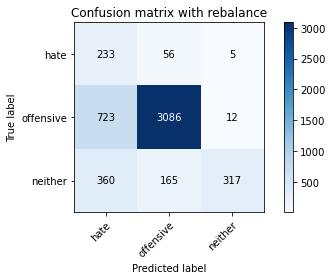 Confusion matrix with rebalance
True label
hate
233
56
5
offensive
723
3086
12
neither
360
165
317
hate
offensive
neither
Predicted label
3000
2500
2000
1500
1000
500